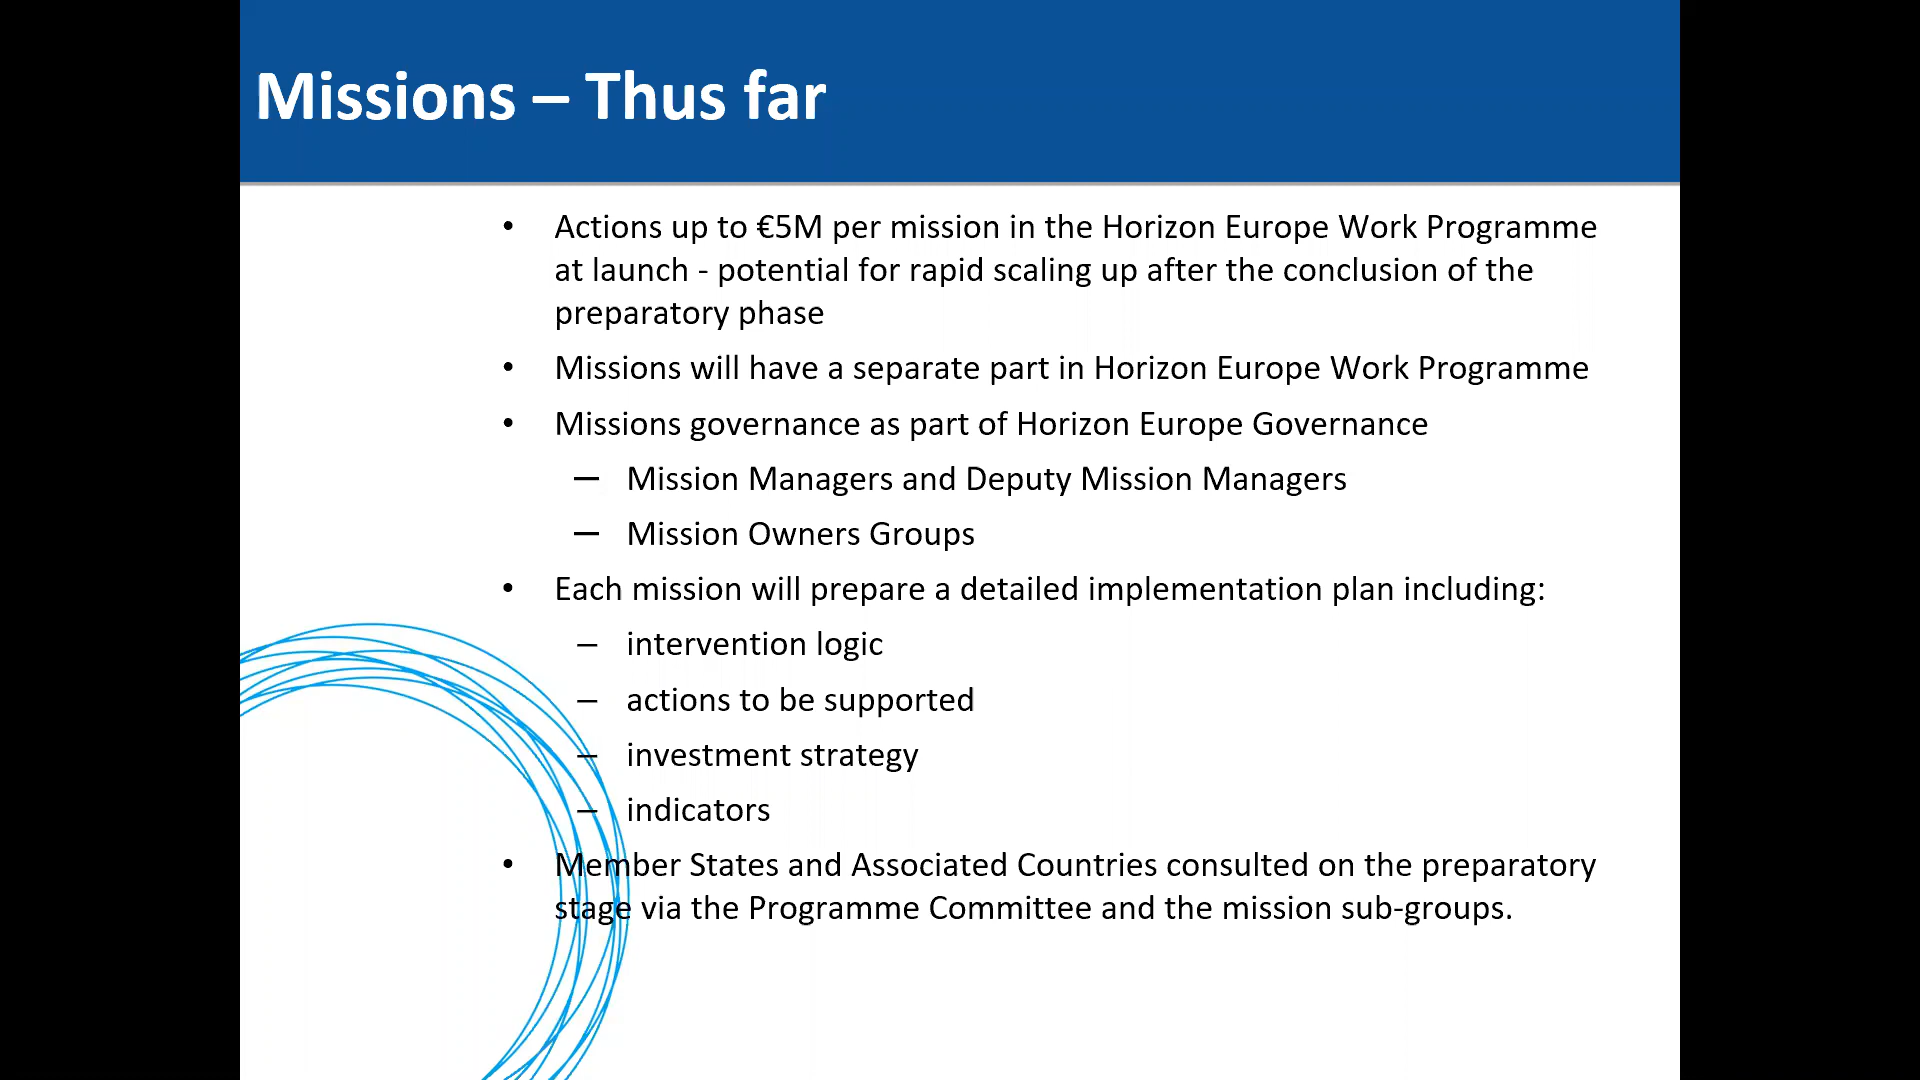 Missions – Thus far
• Actions up to €5M per mission in the Horizon Europe Work Programme
at launch - potential for rapid scaling up after the conclusion of the
preparatory phase
• Missions will have a separate part in Horizon Europe Work Programme
• Missions governance as part of Horizon Europe Governance
— Mission Managers and Deputy Mission Managers
— Mission Owners Groups
• Each mission will prepare a detailed implementation plan including:
– intervention logic
– actions to be supported
– investment strategy
– indicators
• Member States and Associated Countries consulted on the preparatory
stage via the Programme Committee and the mission sub-groups.